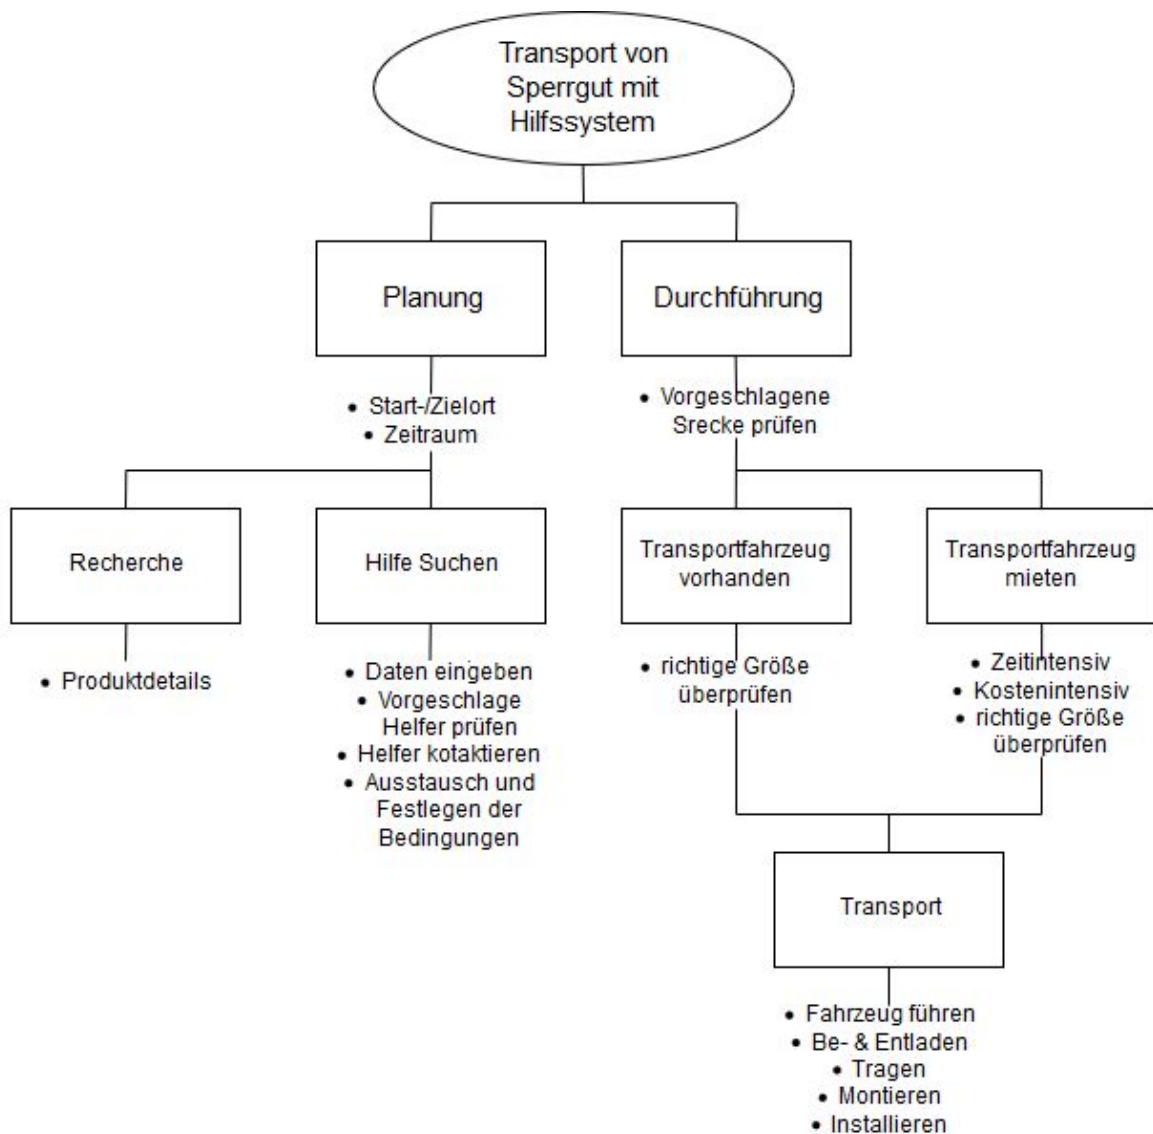 Transport von
Sperrgut mit
Hilfssystem
Planung
Durchführung
• Start-/Zielort
• Zeitraum
• Vorgeschlagene
Srecke prüfen
Recherche
Hilfe Suchen
Transportfahrzeug
vorhanden
Transportfahrzeug
mieten
• Produktdetails
• Daten eingeben
• Vorgeschlage
Helfer prüfen
• Helfer kotaktieren
• Ausstausch und
Festlegen der
Bedingungen
• richtige Größe
überprüfen
• Zeitintensiv
• Kostenintensiv
• richtige Größe
überprüfen
Transport
• Fahrzeug führen
• Be- & Entladen
• Tragen
• Montieren
• Installieren